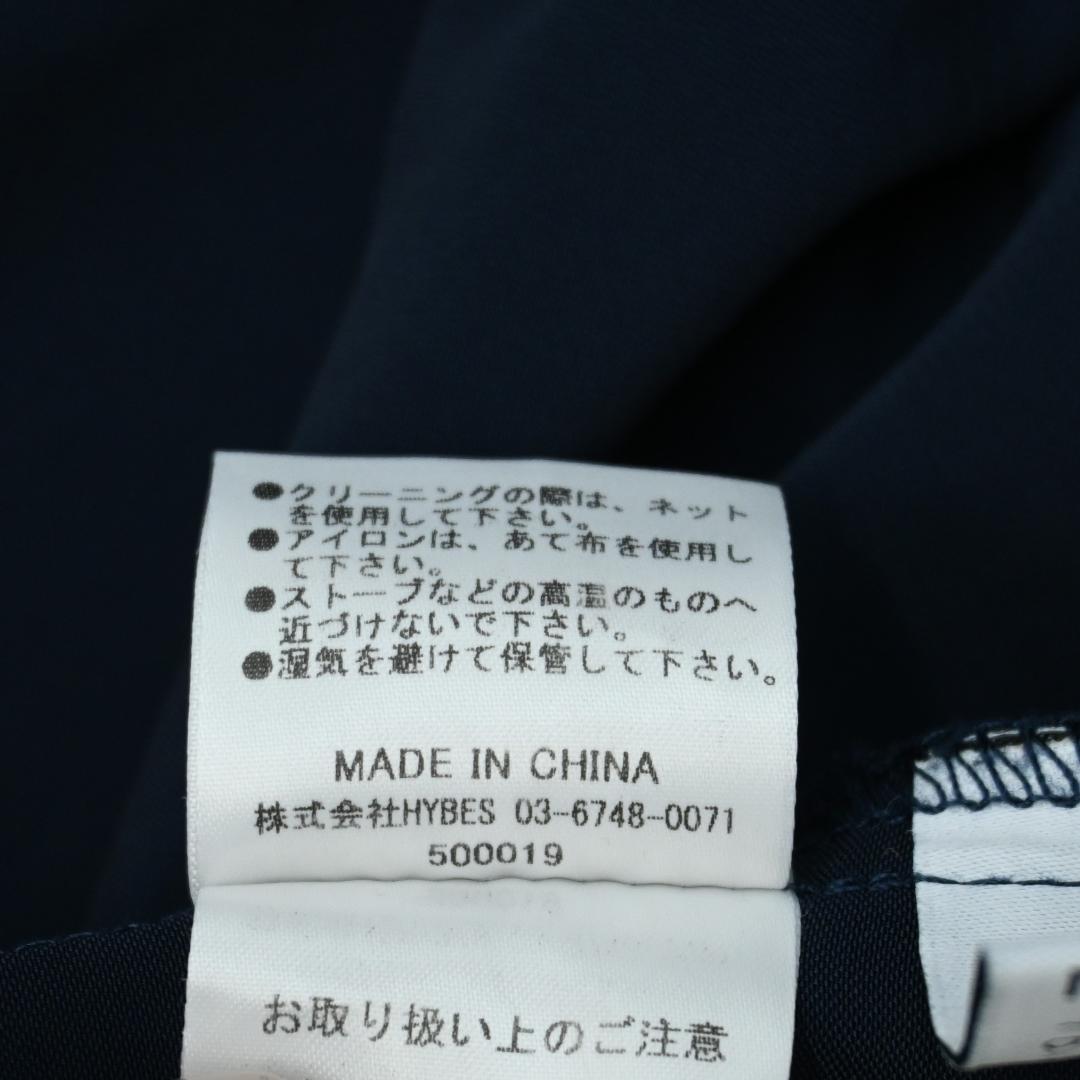 ●クリーニングの際は、ネット
を使用して下さい。
●アイロンは、あて布を使用し
て下さい。
●ストーブなどの高温のものへ
近づけないで下さい。
●湿気を避けて保管して下さい。
MADE IN CHINA
株式会社HYBES 03-6748-0071
500019
お取り扱い上のご注意